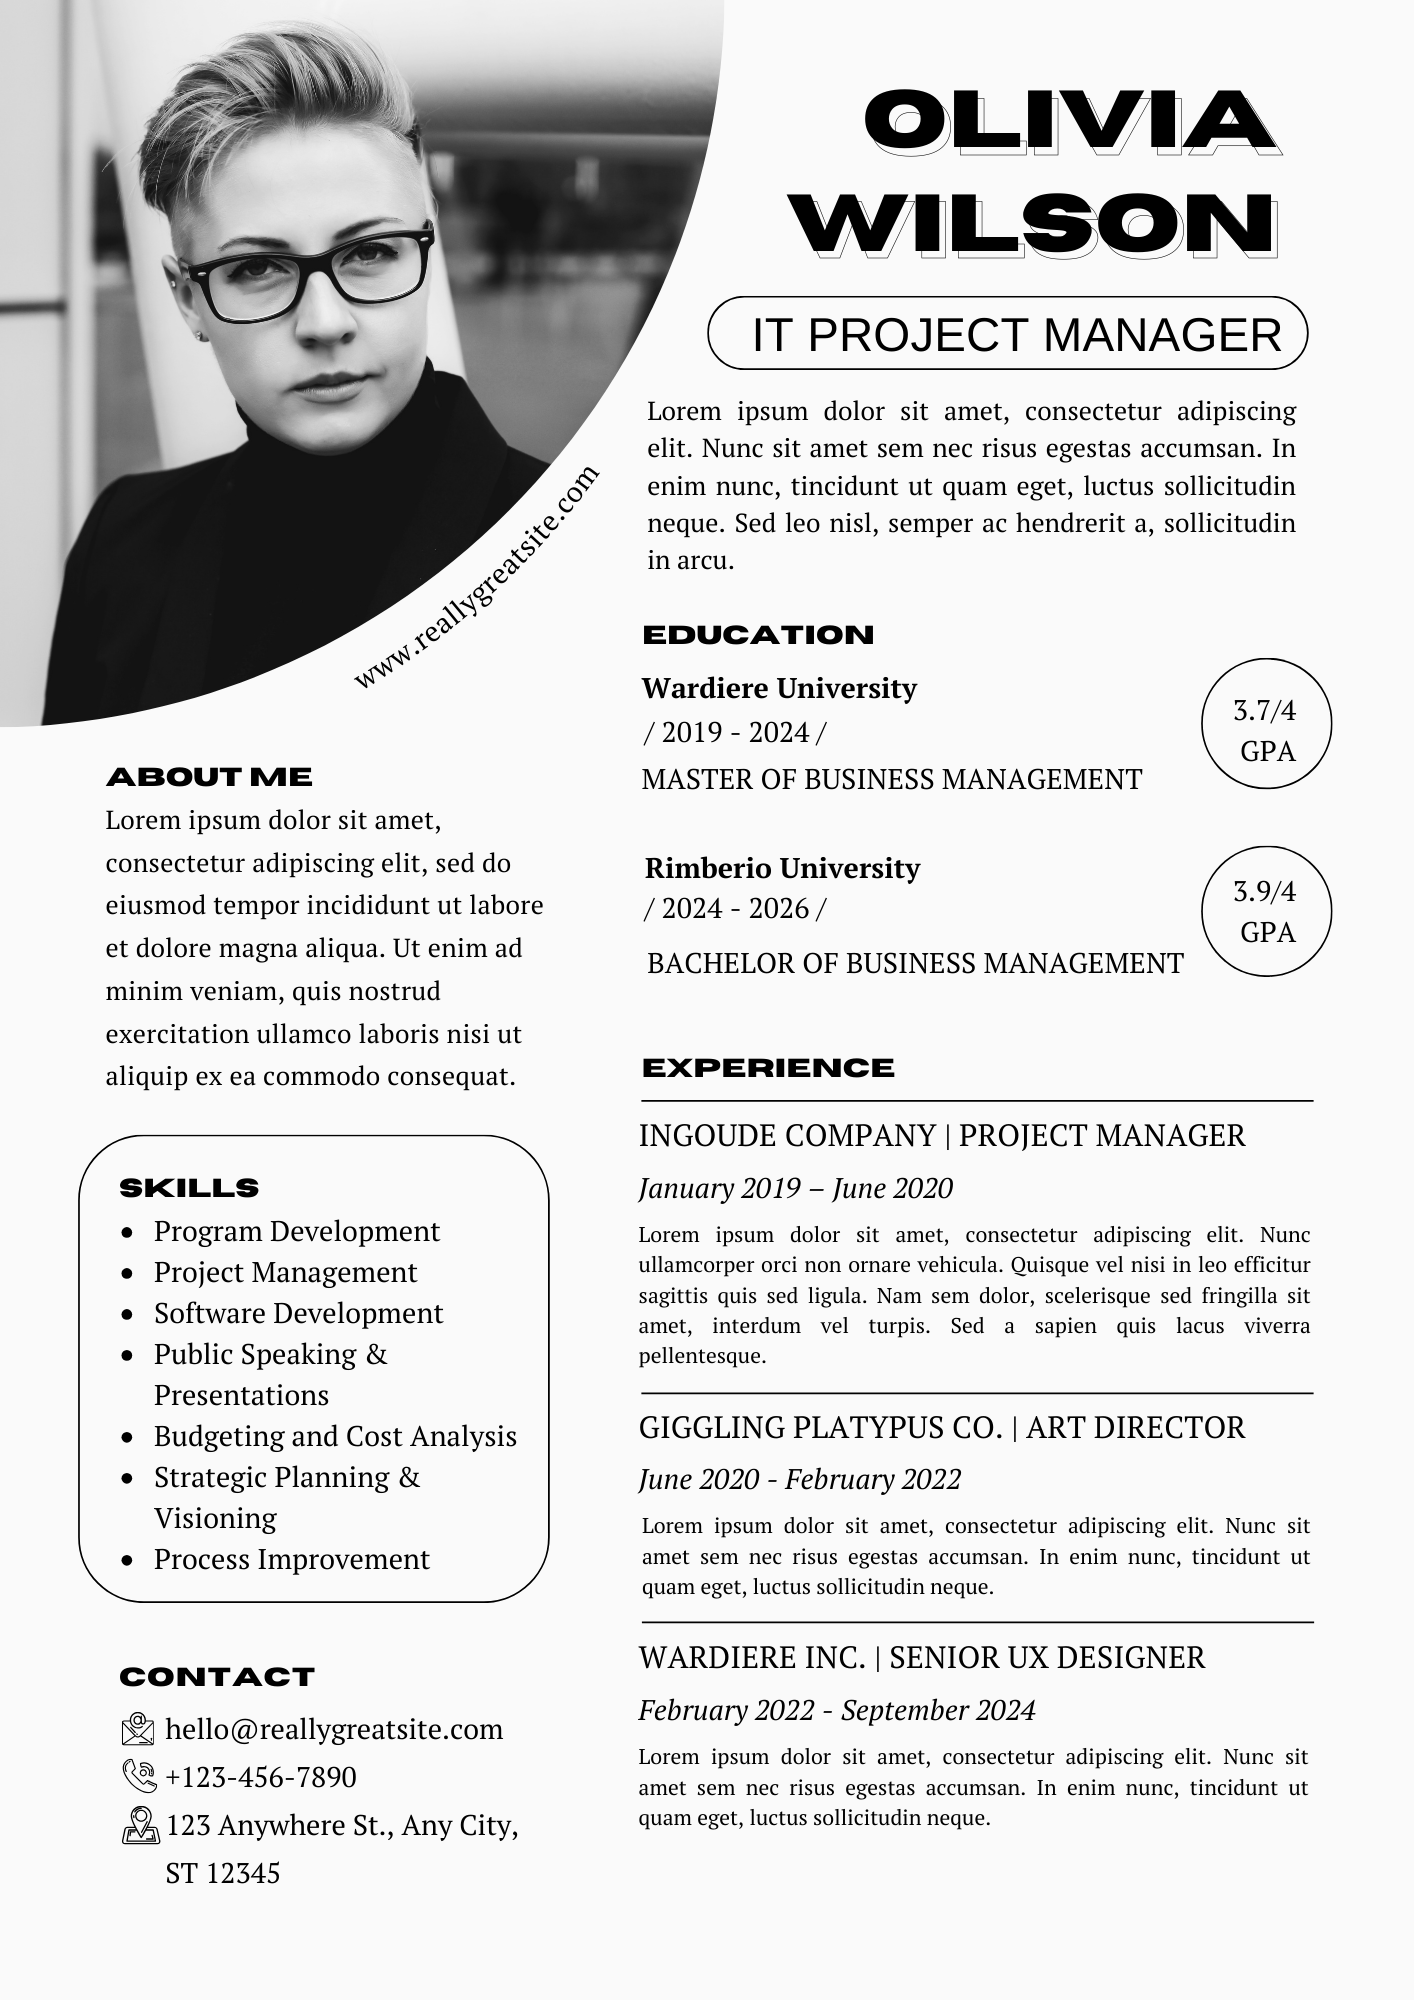 OLIVIA
WILSON
IT PROJECT MANAGER
Lorem ipsum dolor sit amet, consectetur adipiscing
elit. Nunc sit amet sem nec risus egestas accumsan. In
enim nunc, tincidunt ut quam eget, luctus sollicitudin
neque. Sed leo nisl, semper ac hendrerit a, sollicitudin
in arcu.
www.reallygreatsite.com
ABOUT ME
Lorem ipsum dolor sit amet,
consectetur adipiscing elit, sed do
eiusmod tempor incididunt ut labore
et dolore magna aliqua. Ut enim ad
minim veniam, quis nostrud
exercitation ullamco laboris nisi ut
aliquip ex ea commodo consequat.
SKILLS
• Program Development
• Project Management
• Software Development
• Public Speaking &
Presentations
• Budgeting and Cost Analysis
• Strategic Planning &
Visioning
• Process Improvement
CONTACT
hello@reallygreatsite.com
+123-456-7890
123 Anywhere St., Any City,
ST 12345
EDUCATION
Wardiere University
/ 2019 - 2024 /
MASTER OF BUSINESS MANAGEMENT
3.7/4
GPA
Rimberio University
/ 2024 - 2026 /
BACHELOR OF BUSINESS MANAGEMENT
3.9/4
GPA
EXPERIENCE
INGOUDE COMPANY | PROJECT MANAGER
January 2019 – June 2020
Lorem ipsum dolor sit amet, consectetur adipiscing elit. Nunc
ullamcorper orci non ornare vehicula. Quisque vel nisi in leo efficitur
sagittis quis sed ligula. Nam sem dolor, scelerisque sed fringilla sit
amet, interdum vel turpis. Sed a sapien quis lacus viverra
pellentesque.
GIGGLING PLATYPUS CO. | ART DIRECTOR
June 2020 - February 2022
Lorem ipsum dolor sit amet, consectetur adipiscing elit. Nunc sit
amet sem nec risus egestas accumsan. In enim nunc, tincidunt ut
quam eget, luctus sollicitudin neque.
WARDIERE INC. | SENIOR UX DESIGNER
February 2022 - September 2024
Lorem ipsum dolor sit amet, consectetur adipiscing elit. Nunc sit
amet sem nec risus egestas accumsan. In enim nunc, tincidunt ut
quam eget, luctus sollicitudin neque.